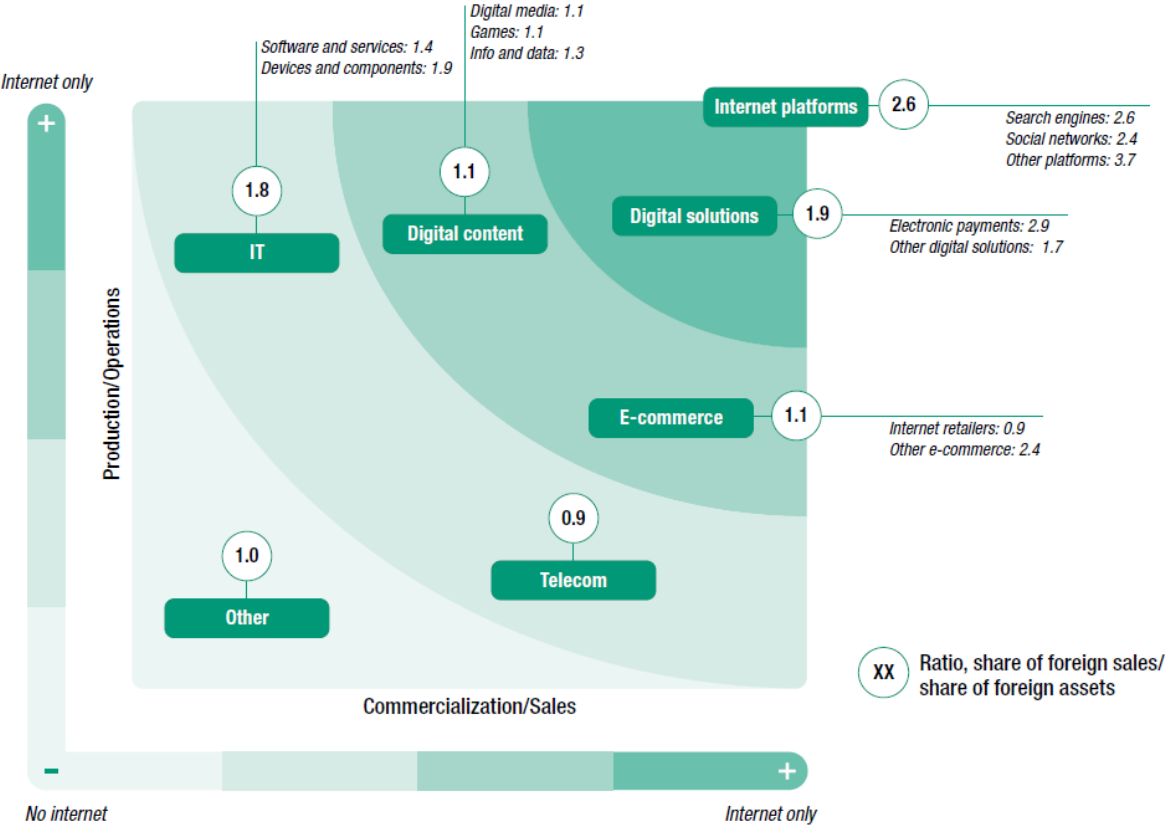 Digital media: 1.1
Games: 1.1
Info and data: 1.3
Software and services: 1.4
Devices and components: 1.9
Internet only
+
Internet platforms
2.6
Search engines: 2.6
Social networks: 2.4
Other platforms: 3.7
1.8
IT
1.1
Digital content
Digital solutions
1.9
Electronic payments: 2.9
Other digital solutions: 1.7
Production/Operations
E-commerce
1.1
Internet retailers: 0.9
Other e-commerce: 2.4
0.9
Telecom
1.0
Other
XX
Ratio, share of foreign sales/
share of foreign assets
Commercialization/Sales
-
+
No internet
Internet only